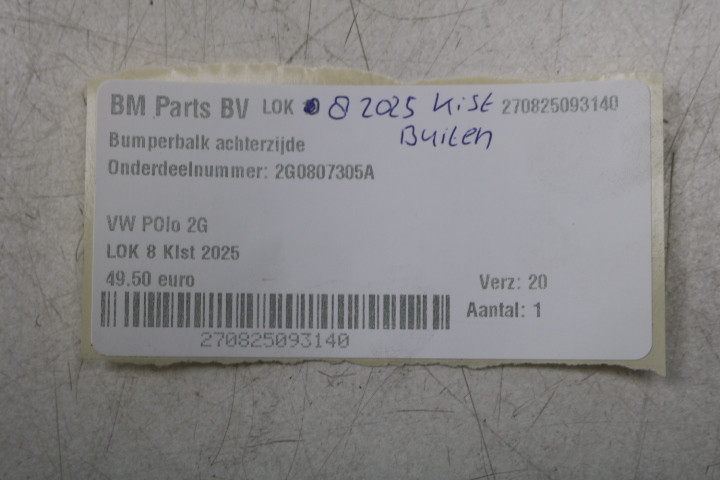 BM Parts BV LOK 8 2025 Kist 270825093140
Buiten
Bumperbalk achterzijde
Onderdeelnummer: 2G0807305A
VW POlo 2G
LOK 8 KIst 2025
49.50 euro
Verz: 20
Aantal: 1
270825093140